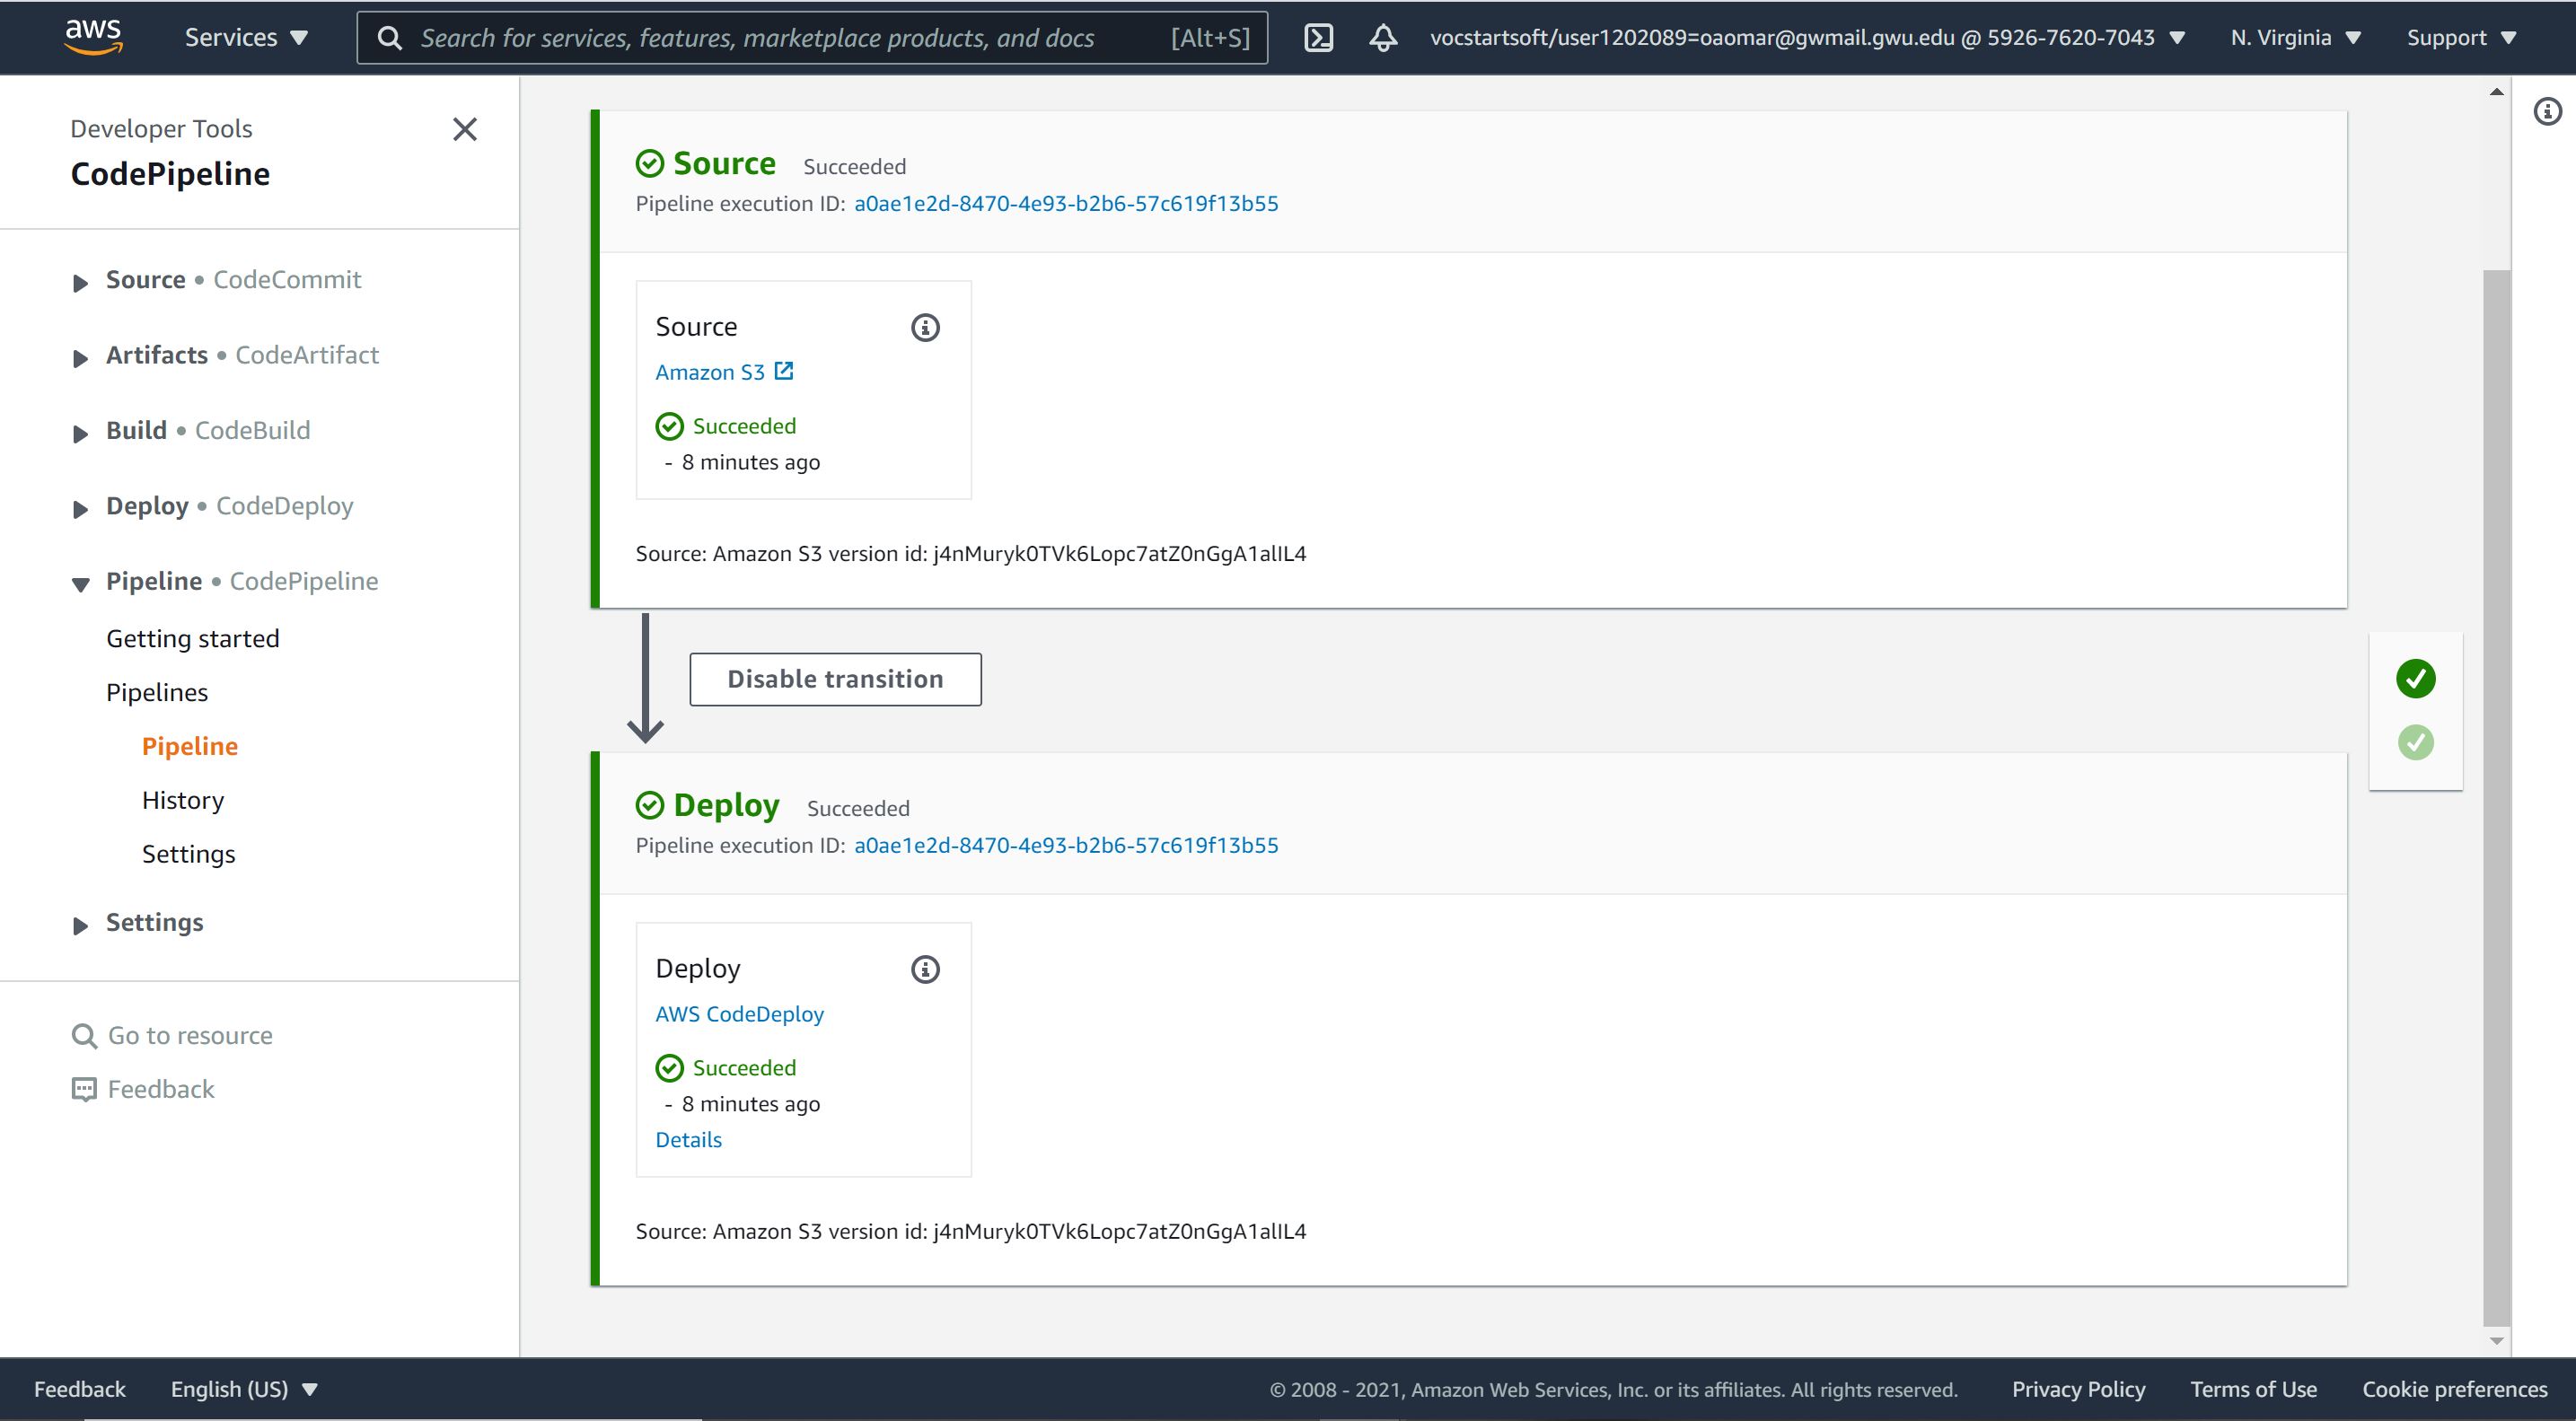 aws Services Search for services, features, marketplace products, and docs [Alt+S] vocstartsoft/user1202089=oaomar@gwmail.gwu.edu @ 5926-7620-7043 N. Virginia Support
Developer Tools
CodePipeline
Source • CodeCommit
Artifacts • CodeArtifact
Build • CodeBuild
Deploy • CodeDeploy
Pipeline • CodePipeline
Getting started
Pipelines
Pipeline
History
Settings
Settings
Go to resource
Feedback
Source Succeeded
Pipeline execution ID: a0ae1e2d-8470-4e93-b2b6-57c619f13b55
Source
Amazon S3
Succeeded
- 8 minutes ago
Source: Amazon S3 version id: j4nMuryk0TVk6Lopc7atZ0nGgA1alIL4
Disable transition
Deploy Succeeded
Pipeline execution ID: a0ae1e2d-8470-4e93-b2b6-57c619f13b55
Deploy
AWS CodeDeploy
Succeeded
- 8 minutes ago
Details
Source: Amazon S3 version id: j4nMuryk0TVk6Lopc7atZ0nGgA1alIL4
Feedback English (US) © 2008 - 2021, Amazon Web Services, Inc. or its affiliates. All rights reserved. Privacy Policy Terms of Use Cookie preferences